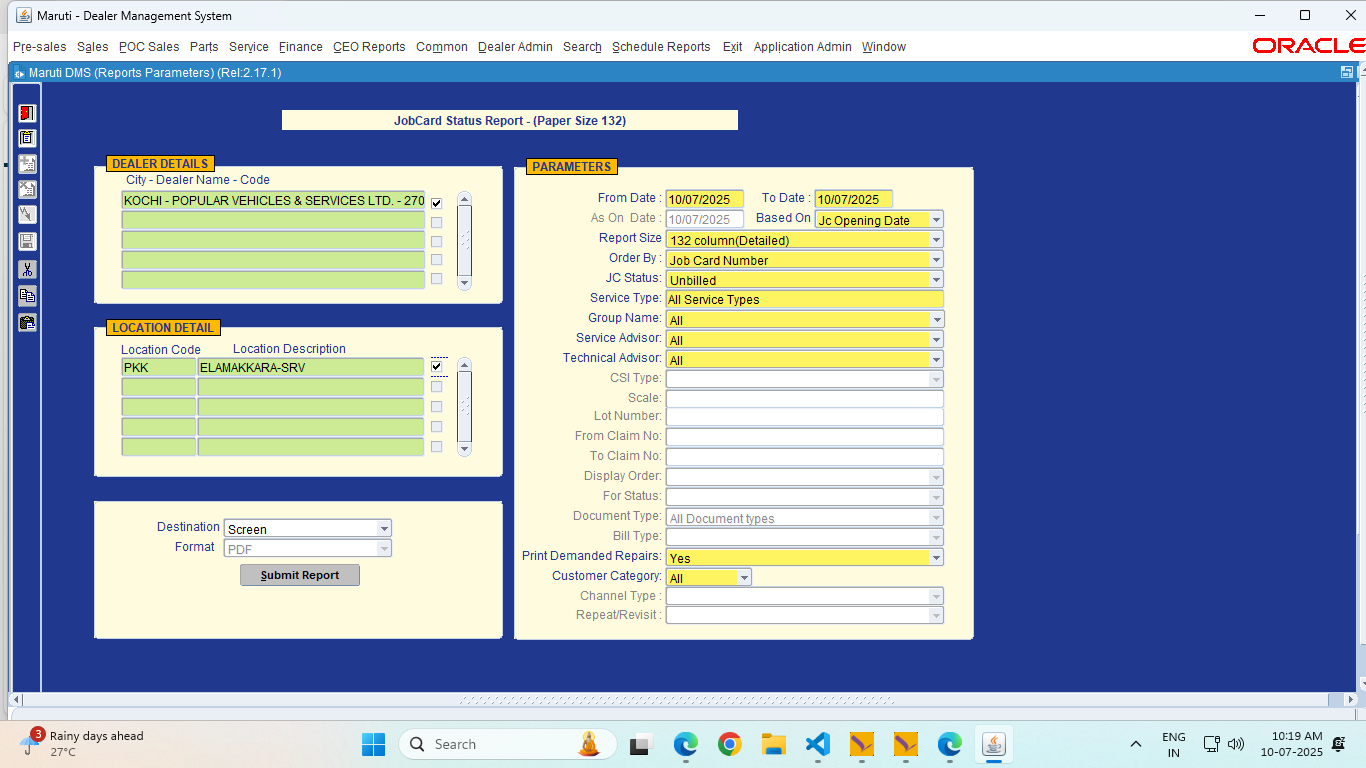 Maruti - Dealer Management System
Pre-sales Sales POC Sales Parts Service Finance CEO Reports Common Dealer Admin Search Schedule Reports Exit Application Admin Window
ORACLE
Maruti DMS (Reports Parameters) (Rel:2.17.1)
JobCard Status Report - (Paper Size 132)
DEALER DETAILS
City - Dealer Name - Code
KOCHI - POPULAR VEHICLES & SERVICES LTD. - 270
LOCATION DETAIL
Location Code Location Description
PKK ELAMAKKARA-SRV
Destination Screen
Format PDF
Submit Report
PARAMETERS
From Date : 10/07/2025 To Date : 10/07/2025
As On Date : 10/07/2025 Based On Jc Opening Date
Report Size 132 column(Detailed)
Order By : Job Card Number
JC Status: Unbilled
Service Type: All Service Types
Group Name: All
Service Advisor: All
Technical Advisor: All
CSI Type:
Scale:
Lot Number:
From Claim No:
To Claim No:
Display Order:
For Status:
Document Type: All Document types
Bill Type:
Print Demanded Repairs: Yes
Customer Category: All
Channel Type :
Repeat/Revisit :
3
Rainy days ahead
27°C
Search
ENG
IN
10:19 AM
10-07-2025